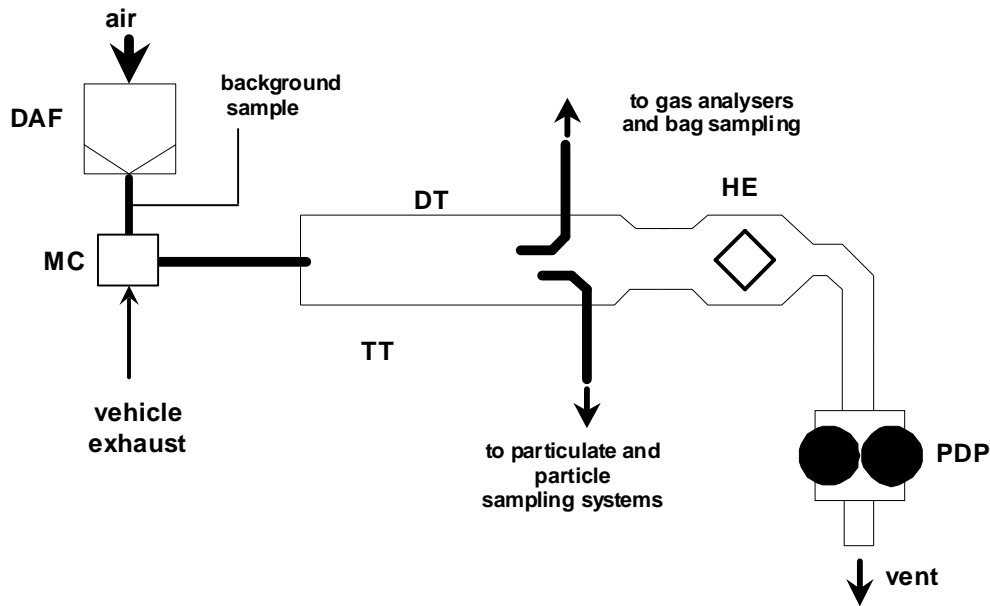 air
DAF
background
sample
to gas analysers
and bag sampling
DT
HE
MC
TT
vehicle
exhaust
to particulate and
particle
sampling systems
PDP
vent